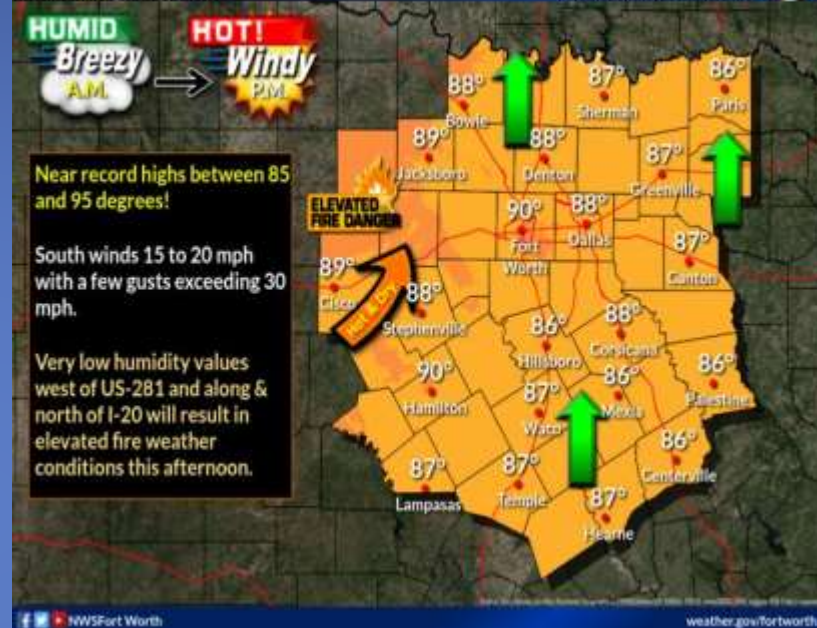 HUMID
Breezy
A.M.
HOT!
Windy
P.M.
Near record highs between 85
and 95 degrees!
South winds 15 to 20 mph
with a few gusts exceeding 30
mph.
Very low humidity values
west of US-281 and along &
north of I-20 will result in
elevated fire weather
conditions this afternoon.
ELEVATED
FIRE DANGER
Hot & Dry
88°
Bowie
87°
Sherman
86°
Paris
89°
Jacksboro
88°
Denton
87°
Greenville
90°
Fort
Worth
88°
Dallas
87°
Canton
89°
Cisco
88°
Stephenville
86°
Hillsboro
88°
Corsicana
90°
Hamilton
87°
Waco
86°
Mexia
86°
Palestine
87°
Lampasas
87°
Temple
86°
Centerville
87°
Hearne
NWSFort Worth
weather.gov/fortworth